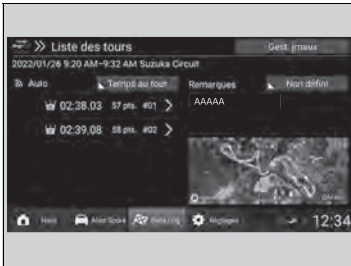 Liste des tours
2022/01/26 9:20 AM–9:32 AM Suzuka Circuit
Auto Temps au tour
02:38.03 57 pts. #01
02:39.08 58 pts. #02
Remarques Non défini
AAAAA
Réglages
12:34